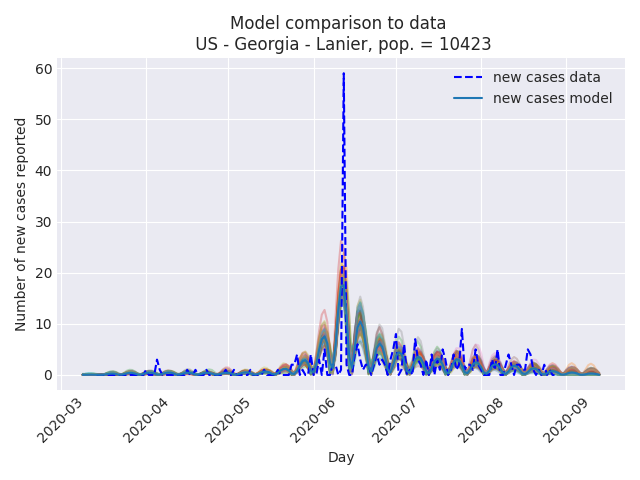 Model comparison to data
US - Georgia - Lanier, pop. = 10423
new cases data
new cases model
Number of new cases reported
60
50
40
30
20
10
0
2020-03
2020-04
2020-05
2020-06
2020-07
2020-08
2020-09
Day